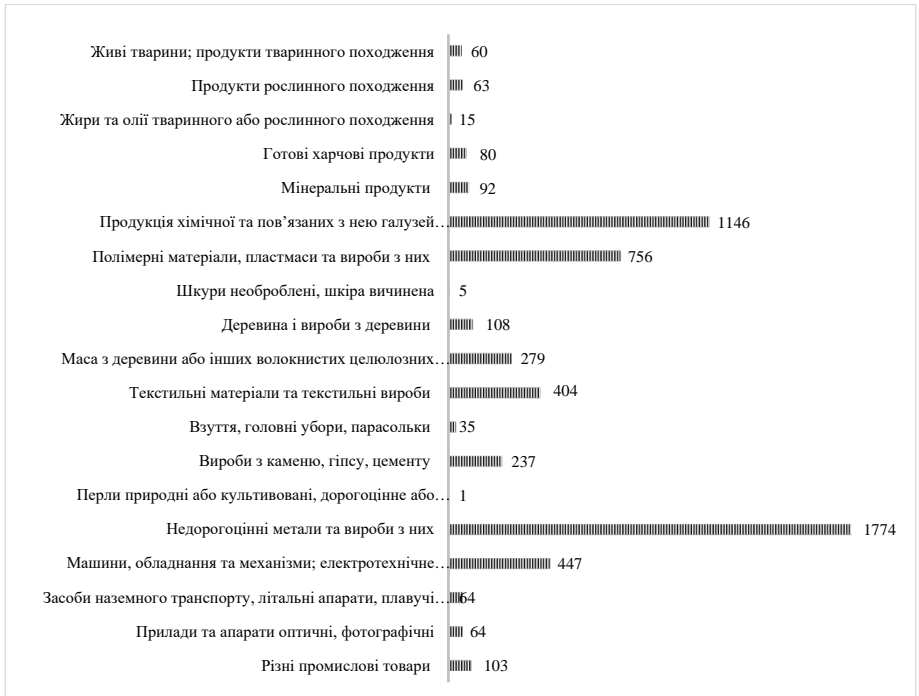 Живі тварини; продукти тваринного походження 60
Продукти рослинного походження 63
Жири та олії тваринного або рослинного походження 15
Готові харчові продукти 80
Мінеральні продукти 92
Продукція хімічної та пов’язаних з нею галузей… 1146
Полімерні матеріали, пластмаси та вироби з них 756
Шкури необроблені, шкіра вичинена 5
Деревина і вироби з деревини 108
Маса з деревини або інших волокнистих целюлозних… 279
Текстильні матеріали та текстильні вироби 404
Взуття, головні убори, парасольки 35
Вироби з каменю, гіпсу, цементу 237
Перли природні або культивовані, дорогоцінне або… 1
Недорогоцінні метали та вироби з них 1774
Машини, обладнання та механізми; електротехнічне… 447
Засоби наземного транспорту, літальні апарати, плавучі… 64
Прилади та апарати оптичні, фотографічні 64
Різні промислові товари 103